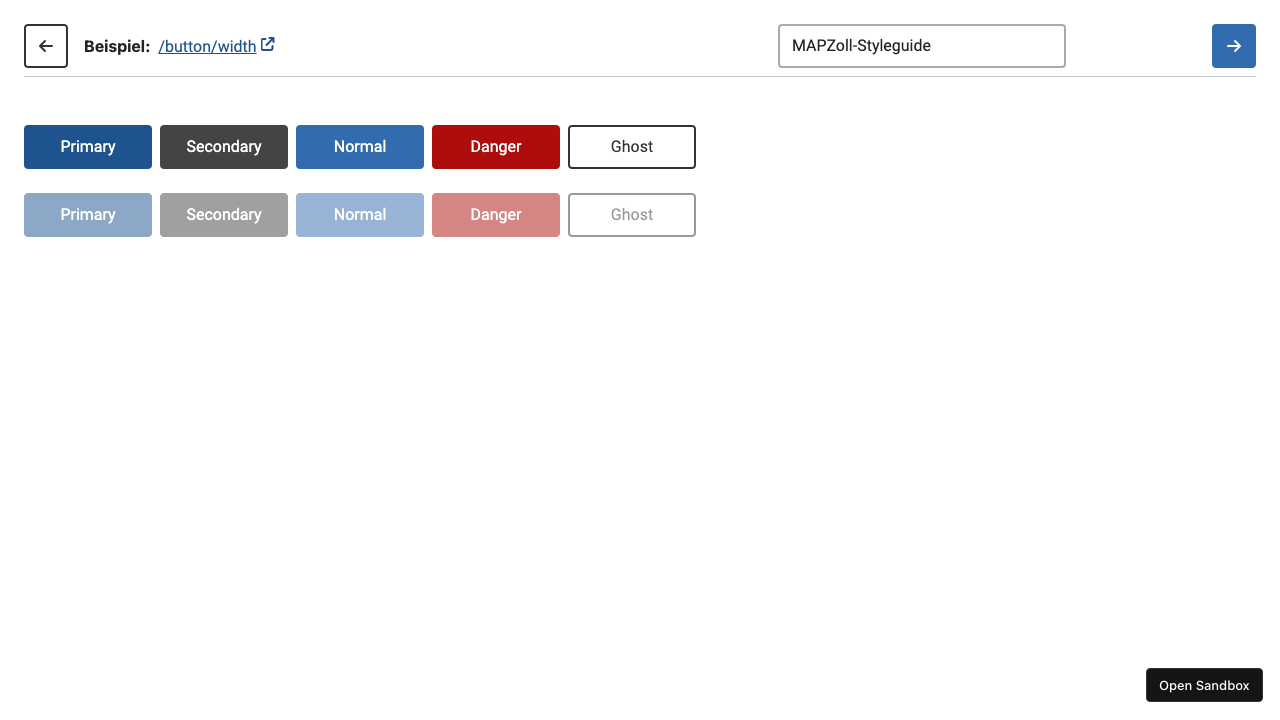 Beispiel: /button/width
MAPZoll-Styleguide
Primary Secondary Normal Danger Ghost
Primary Secondary Normal Danger Ghost
Open Sandbox